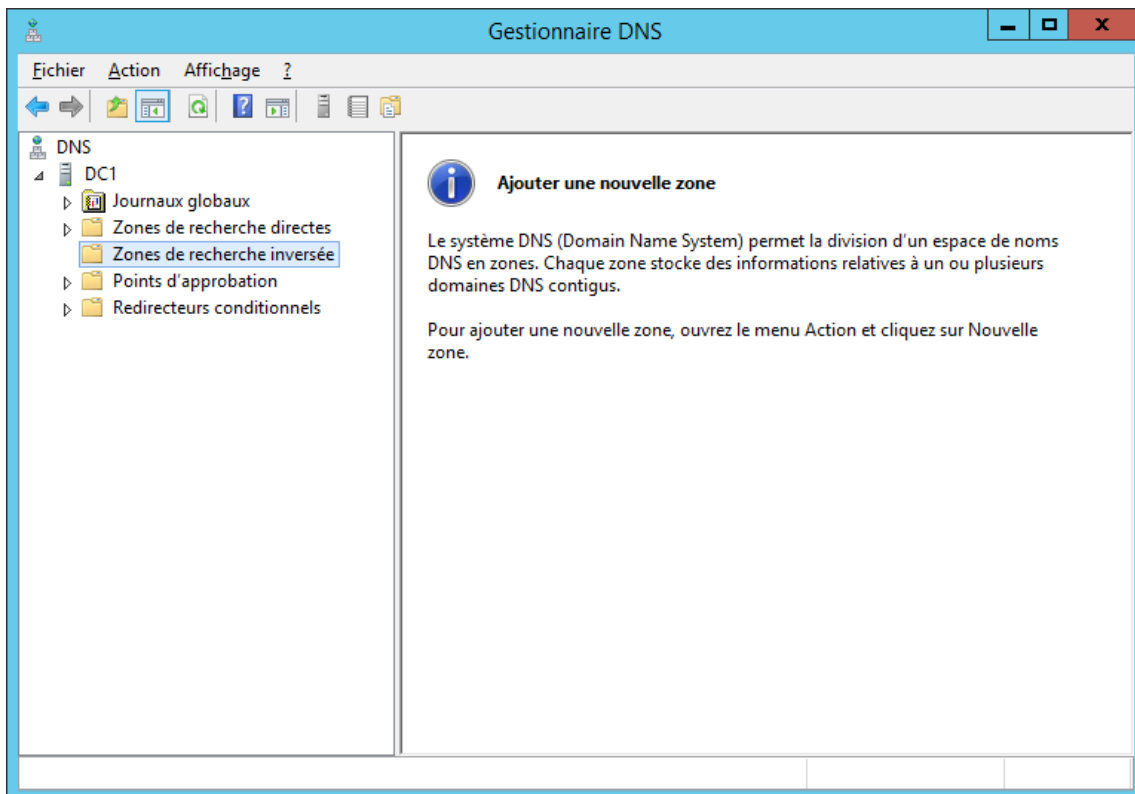 Gestionnaire DNS
Fichier Action Affichage ?
DNS
DC1
Journaux globaux
Zones de recherche directes
Zones de recherche inversée
Points d'approbation
Redirecteurs conditionnels
Ajouter une nouvelle zone
Le système DNS (Domain Name System) permet la division d'un espace de noms
DNS en zones. Chaque zone stocke des informations relatives à un ou plusieurs
domaines DNS contigus.
Pour ajouter une nouvelle zone, ouvrez le menu Action et cliquez sur Nouvelle
zone.